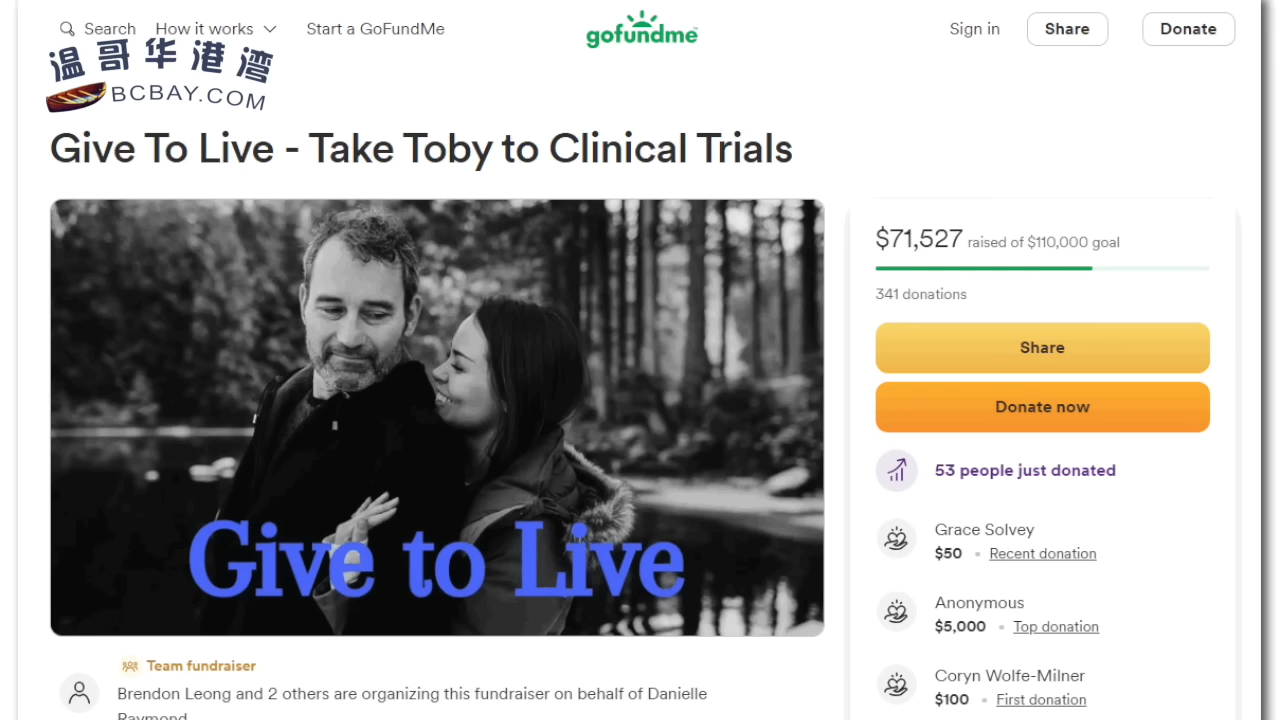 Search How it works Start a GoFundMe gofundme Sign in Share Donate
温哥华港湾
BCBAY.COM
Give To Live - Take Toby to Clinical Trials
Give to Live
Team fundraiser
Brendon Leong and 2 others are organizing this fundraiser on behalf of Danielle
Raymond
$71,527 raised of $110,000 goal
341 donations
Share
Donate now
53 people just donated
Grace Solvey
$50 • Recent donation
Anonymous
$5,000 • Top donation
Coryn Wolfe-Milner
$100 • First donation